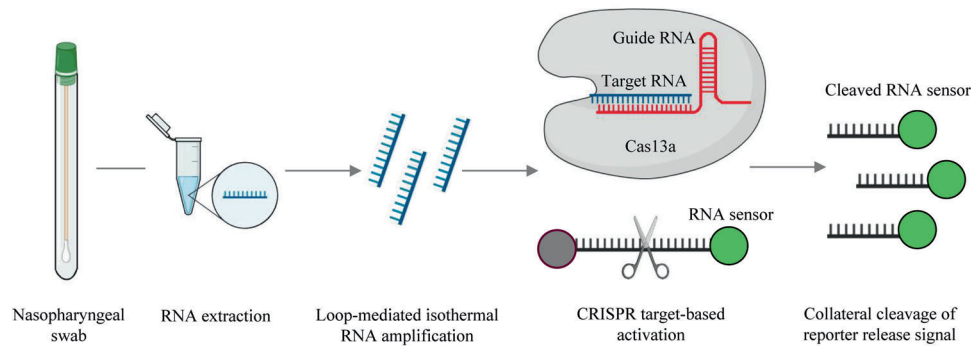 Guide RNA
Target RNA
Cas13a
RNA sensor
Cleaved RNA sensor
Nasopharyngeal
swab
RNA extraction
Loop-mediated isothermal
RNA amplification
CRISPR target-based
activation
Collateral cleavage of
reporter release signal